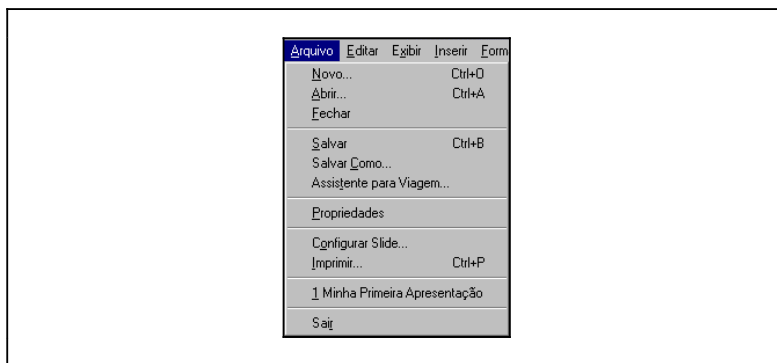 Arquivo Editar Exibir Inserir Form
Novo... Ctrl+O
Abrir... Ctrl+A
Fechar
Salvar Ctrl+B
Salvar Como...
Assistente para Viagem...
Propriedades
Configurar Slide...
Imprimir... Ctrl+P
1 Minha Primeira Apresentação
Sair